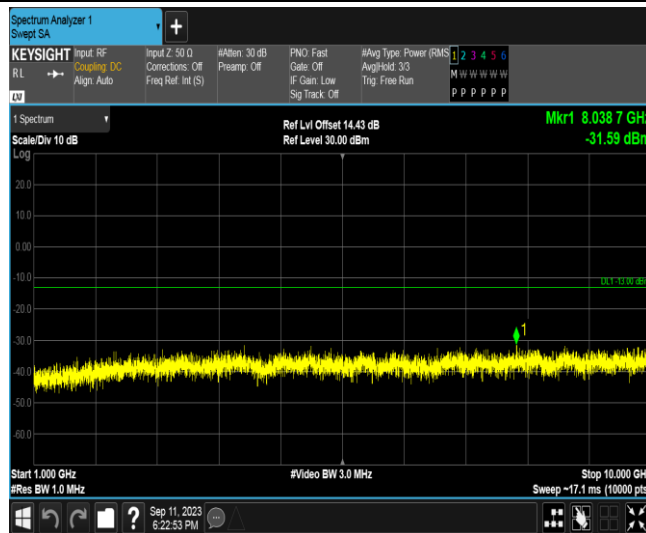 Spectrum Analyzer 1
Swept SA
+
KEYSIGHT
RL
LXI
Input: RF
Coupling: DC
Align: Auto
Input Z: 50 Ω
Corrections: Off
Freq Ref: Int (S)
#Atten: 30 dB
Preamp: Off
PNO: Fast
Gate: Off
IF Gain: Low
Sig Track: Off
#Avg Type: Power (RMS
Avg|Hold: 3/3
Trig: Free Run
1 2 3 4 5 6
M W W W W W
P P P P P P
1 Spectrum
Scale/Div 10 dB
Log
Ref Lvl Offset 14.43 dB
Ref Level 30.00 dBm
Mkr1 8.038 7 GHz
-31.59 dBm
20.0
10.0
0.00
-10.0
DL1 -13.00 dBm
-20.0
-30.0
1
-40.0
-50.0
-60.0
Start 1.000 GHz
#Res BW 1.0 MHz
#Video BW 3.0 MHz
Stop 10.000 GHz
Sweep ~17.1 ms (10000 pts)
?
Sep 11, 2023
6:22:53 PM